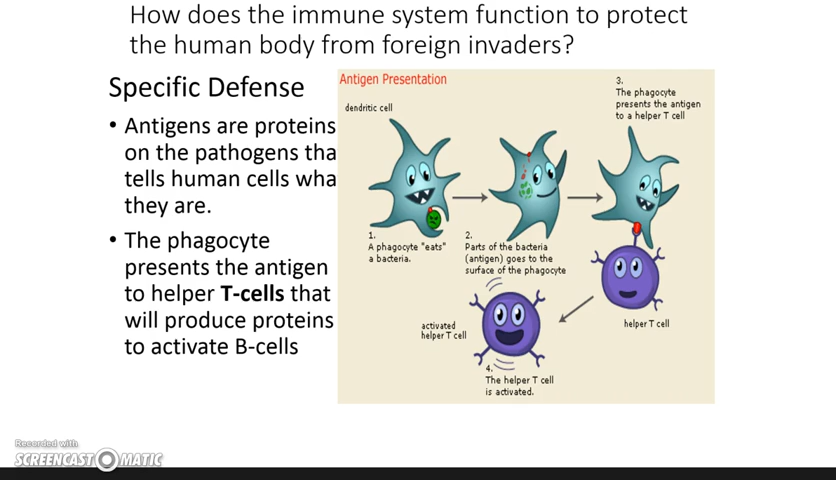 How does the immune system function to protect
the human body from foreign invaders?
Specific Defense
• Antigens are proteins
on the pathogens tha
tells human cells wha
they are.
• The phagocyte
presents the antigen
to helper T-cells that
will produce proteins
to activate B-cells
Antigen Presentation
dendritic cell
1.
A phagocyte "eats"
a bacteria.
2.
Parts of the bacteria
(antigen) goes to the
surface of the phagocyte
3.
The phagocyte
presents the antigen
to a helper T cell
helper T cell
activated
helper T cell
4.
The helper T cell
is activated.
Recorded with
SCREENCAST MATIC